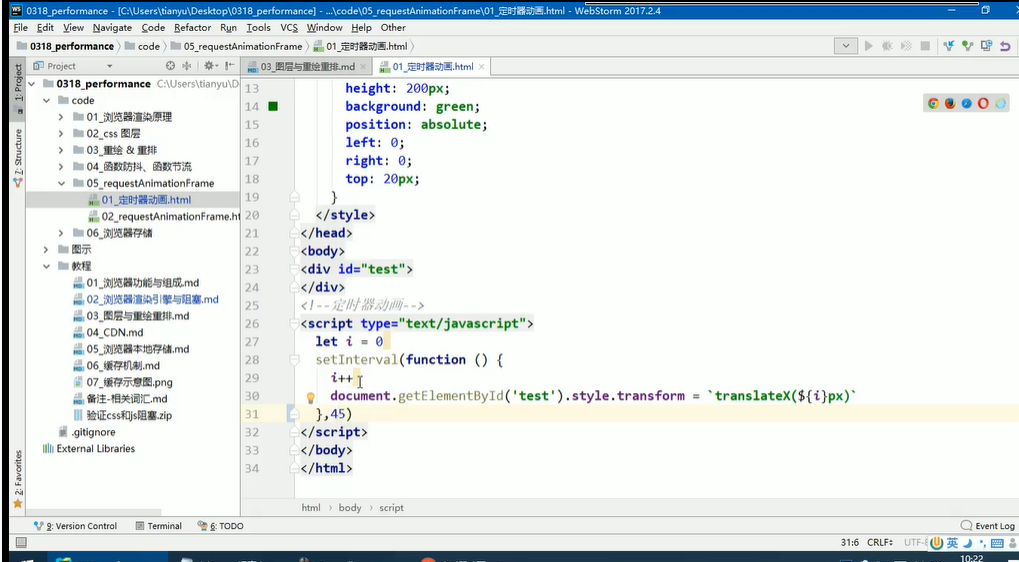 0318_performance - [C:\Users\tianyu\Desktop\0318_performance] - ...\code\05_requestAnimationFrame\01_定时器动画.html - WebStorm 2017.2.4
File Edit View Navigate Code Refactor Run Tools VCS Window Help Other
0318_performance code 05_requestAnimationFrame 01_定时器动画.html
Project
03_图层与重绘重排.md
01_定时器动画.html
1: Project
Z: Structure
2: Favorites
0318_performance C:\Users\tianyu\D
code
01_浏览器渲染原理
02_css 图层
03_重绘 & 重排
04_函数防抖、函数节流
05_requestAnimationFrame
01_定时器动画.html
02_requestAnimationFrame.ht
06_浏览器存储
图示
教程
01_浏览器功能与组成.md
02_浏览器渲染引擎与阻塞.md
03_图层与重绘重排.md
04_CDN.md
05_浏览器本地存储.md
06_缓存机制.md
07_缓存示意图.png
备注-相关词汇.md
验证css和js阻塞.zip
.gitignore
External Libraries
13 height: 200px;
14 background: green;
15 position: absolute;
16 left: 0;
17 right: 0;
18 top: 20px;
19 }
20 </style>
21 </head>
22 <body>
23 <div id="test">
24 </div>
25 <!--定时器动画-->
26 <script type="text/javascript">
27 let i = 0
28 setInterval(function () {
29 i++
30 document.getElementById('test').style.transform = `translateX(${i}px)`
31 },45)
32 </script>
33 </body>
34 </html>
html body script
9: Version Control Terminal 6: TODO Event Log
31:6 CRLF÷ UTF-8 英
10:22